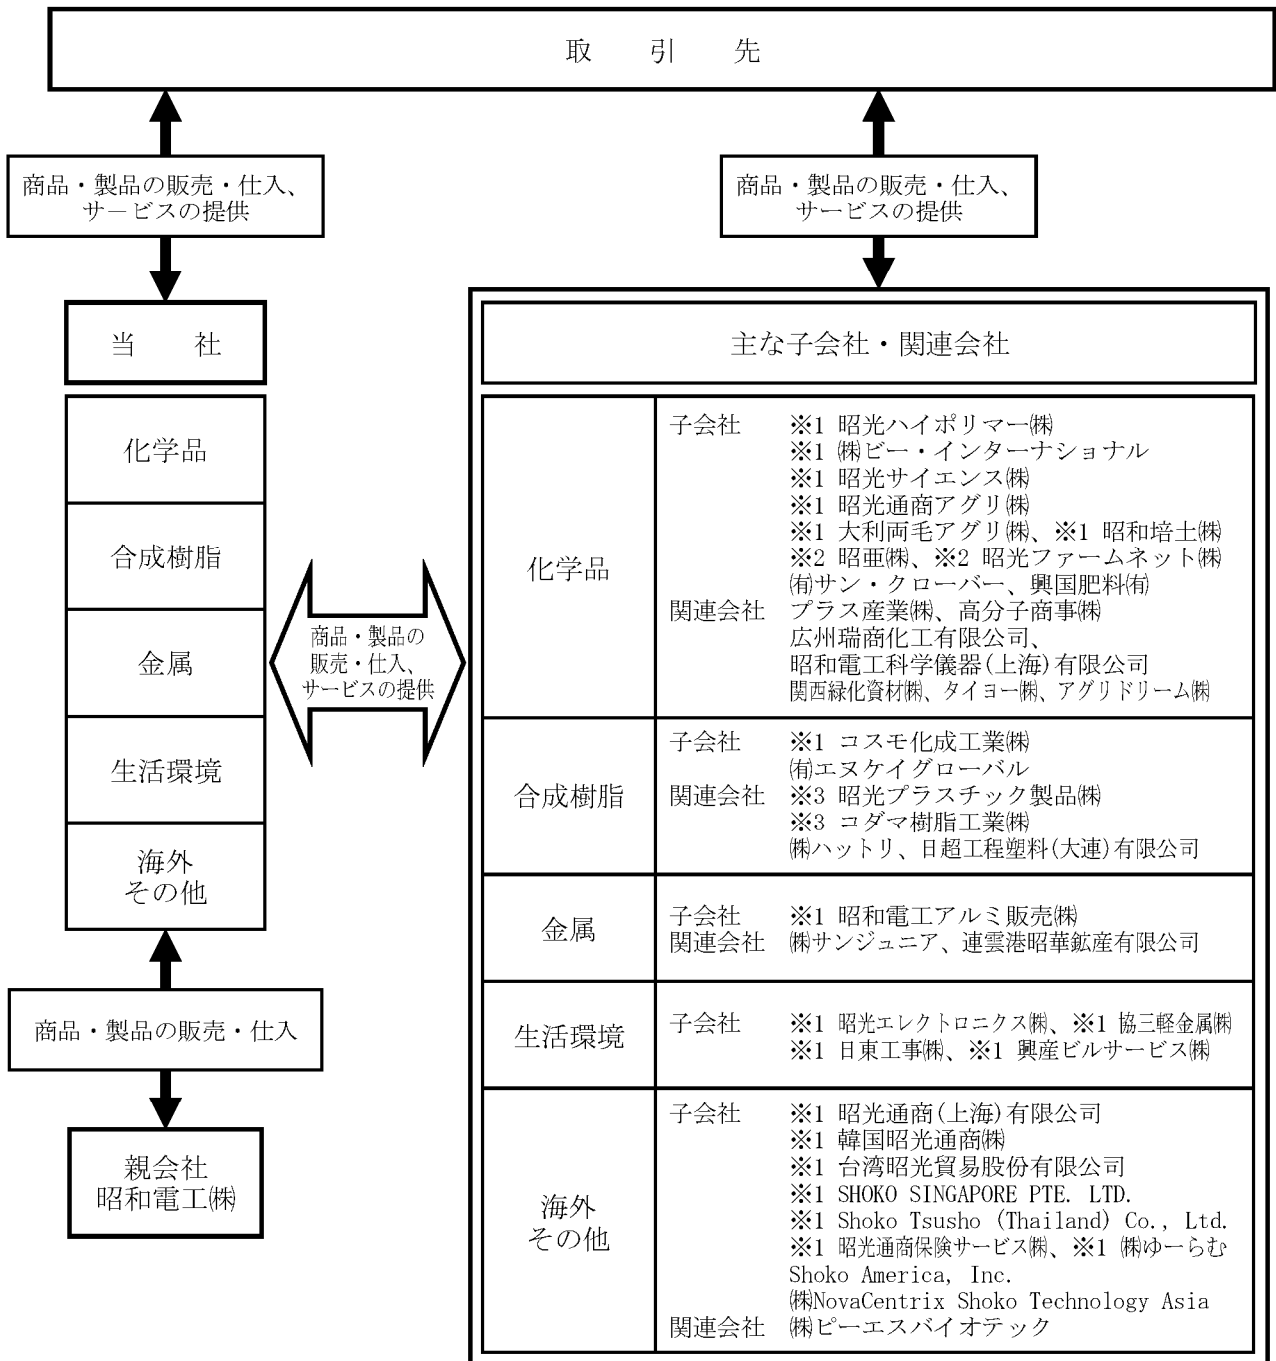 取　引　先
商品・製品の販売・仕入、
サービスの提供
商品・製品の販売・仕入、
サービスの提供
当　社
化学品
合成樹脂
金属
生活環境
海外
その他
商品・製品の
販売・仕入、
サービスの提供
商品・製品の販売・仕入
親会社
昭和電工㈱
主な子会社・関連会社
化学品
子会社　※1 昭光ハイポリマー㈱
※1 ㈱ビー・インターナショナル
※1 昭光サイエンス㈱
※1 昭光通商アグリ㈱
※1 大利両毛アグリ㈱、※1 昭和培土㈱
※2 昭亜㈱、※2 昭光ファームネット㈱
㈲サン・クローバー、興国肥料㈲
関連会社　プラス産業㈱、高分子商事㈱
広州瑞商化工有限公司、
昭和電工科学儀器(上海)有限公司
関西緑化資材㈱、タイヨー㈱、アグリドリーム㈱
合成樹脂
子会社　※1 コスモ化成工業㈱
㈲エヌケイグローバル
関連会社　※3 昭光プラスチック製品㈱
※3 コダマ樹脂工業㈱
㈱ハットリ、日超工程塑料(大連)有限公司
金属
子会社　※1 昭和電工アルミ販売㈱
関連会社　㈱サンジュニア、連雲港昭華鉱産有限公司
生活環境
子会社　※1 昭光エレクトロニクス㈱、※1 協三軽金属㈱
※1 日東工事㈱、※1 興産ビルサービス㈱
海外
その他
子会社　※1 昭光通商(上海)有限公司
※1 韓国昭光通商㈱
※1 台湾昭光貿易股份有限公司
※1 SHOKO SINGAPORE PTE. LTD.
※1 Shoko Tsusho (Thailand) Co., Ltd.
※1 昭光通商保険サービス㈱、※1 ㈱ゆーらむ
Shoko America, Inc.
㈱NovaCentrix Shoko Technology Asia
関連会社　㈱ピーエスバイオテック